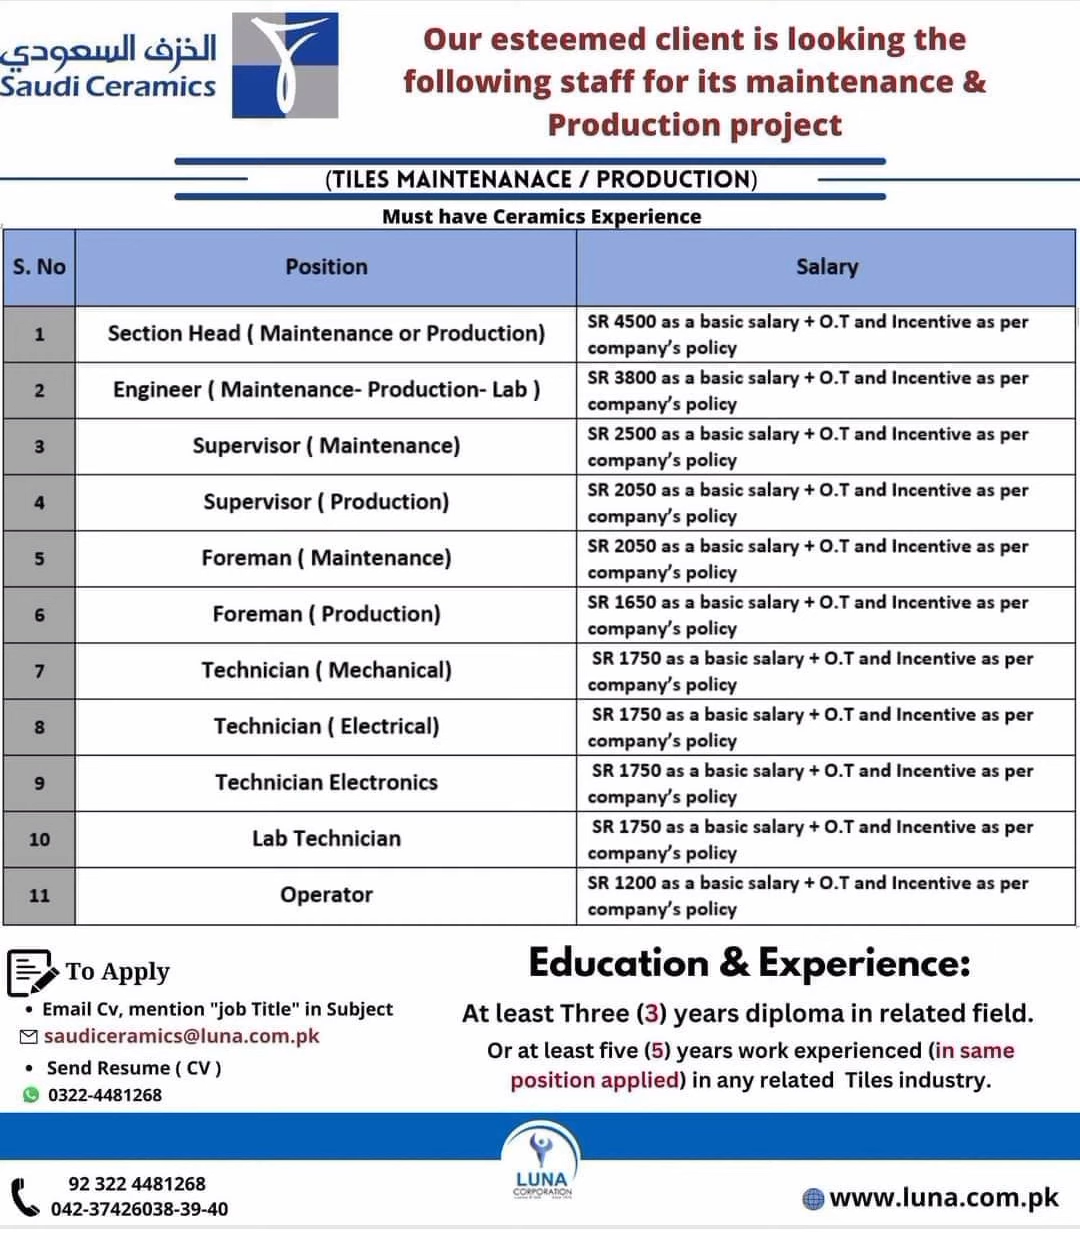 الخزف السعودي
Saudi Ceramics
Our esteemed client is looking the
following staff for its maintenance &
Production project
(TILES MAINTENANACE / PRODUCTION)
Must have Ceramics Experience
S. No Position Salary
1 Section Head ( Maintenance or Production) SR 4500 as a basic salary + O.T and Incentive as per
company's policy
2 Engineer ( Maintenance- Production- Lab ) SR 3800 as a basic salary + O.T and Incentive as per
company's policy
3 Supervisor ( Maintenance) SR 2500 as a basic salary + O.T and Incentive as per
company's policy
4 Supervisor ( Production) SR 2050 as a basic salary + O.T and Incentive as per
company's policy
5 Foreman ( Maintenance) SR 2050 as a basic salary + O.T and Incentive as per
company's policy
6 Foreman ( Production) SR 1650 as a basic salary + O.T and Incentive as per
company's policy
7 Technician ( Mechanical) SR 1750 as a basic salary + O.T and Incentive as per
company's policy
8 Technician ( Electrical) SR 1750 as a basic salary + O.T and Incentive as per
company's policy
9 Technician Electronics SR 1750 as a basic salary + O.T and Incentive as per
company's policy
10 Lab Technician SR 1750 as a basic salary + O.T and Incentive as per
company's policy
11 Operator SR 1200 as a basic salary + O.T and Incentive as per
company's policy
To Apply
• Email Cv, mention "job Title" in Subject
saudiceramics@luna.com.pk
• Send Resume ( CV )
0322-4481268
Education & Experience:
At least Three (3) years diploma in related field.
Or at least five (5) years work experienced (in same
position applied) in any related Tiles industry.
92 322 4481268
042-37426038-39-40
LUNA
CORPORATION
www.luna.com.pk